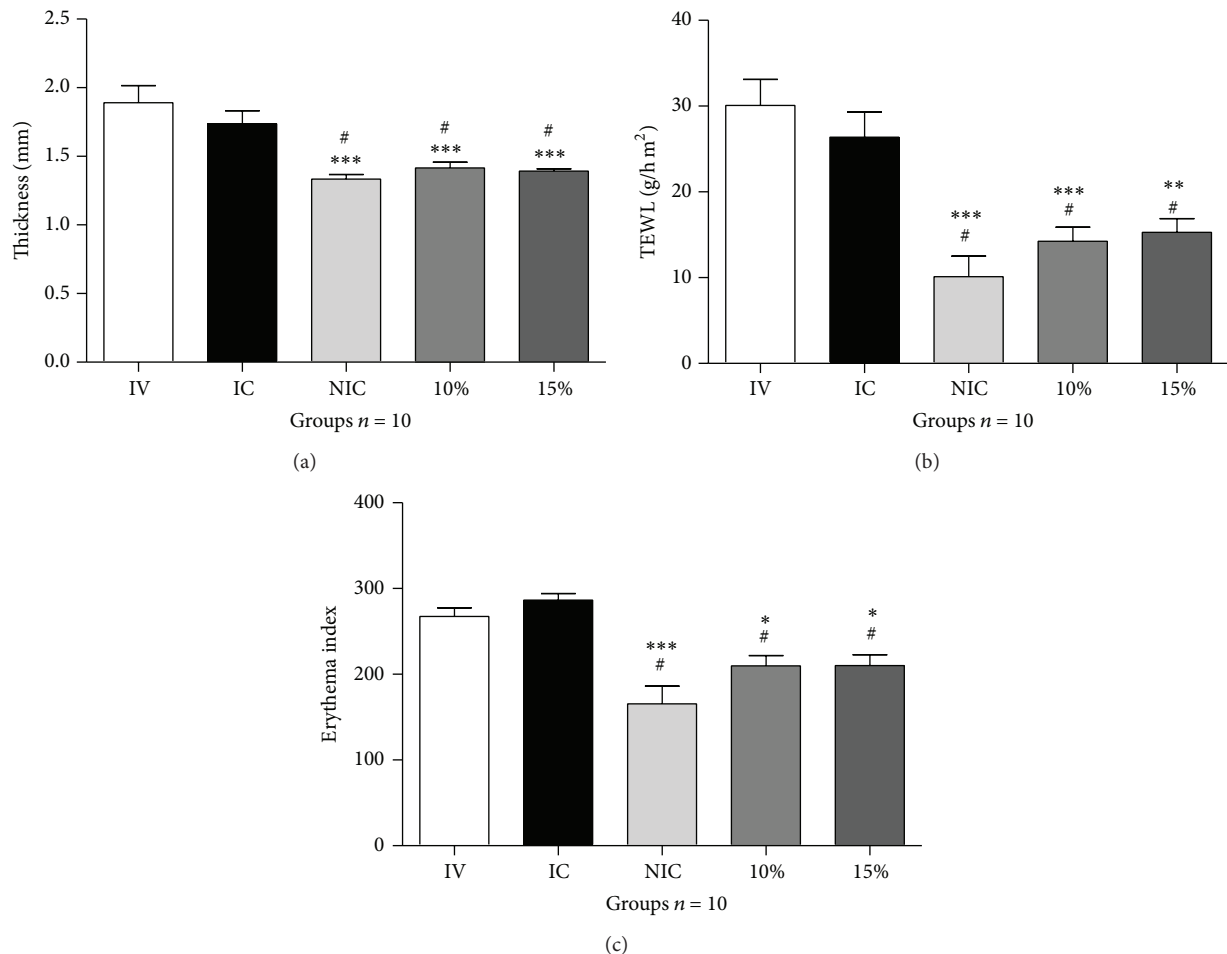 2.5
2.0
1.5
1.0
0.5
0.0
Thickness (mm)
#
***
#
***
#
***
IV IC NIC 10% 15%
Groups n = 10
(a)
40
30
20
10
0
TEWL (g/h m²)
***
#
***
#
**
#
IV IC NIC 10% 15%
Groups n = 10
(b)
400
300
200
100
0
Erythema index
***
#
*
#
*
#
IV IC NIC 10% 15%
Groups n = 10
(c)